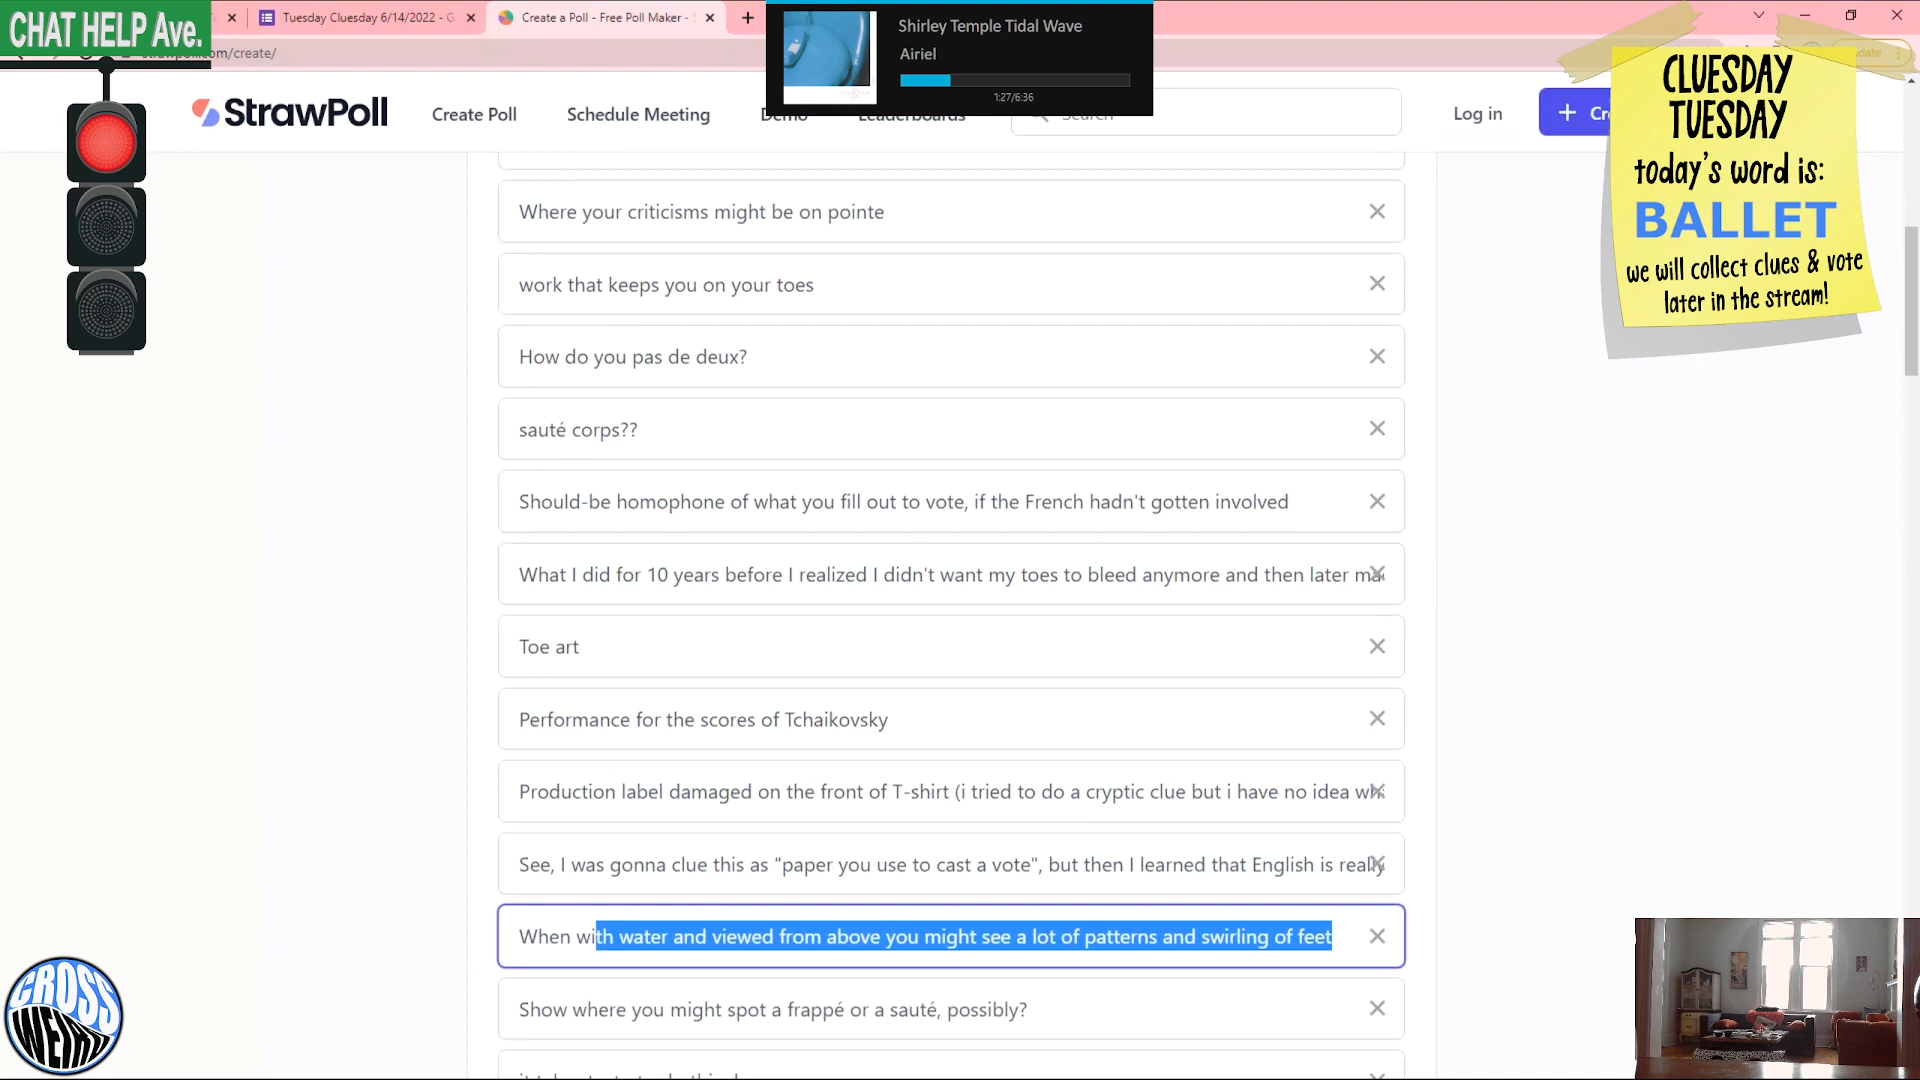 CHAT HELP Ave.
Tuesday Cluesday 6/14/2022 - G
Create a Poll - Free Poll Maker -
/create/
Shirley Temple Tidal Wave
Airiel
1:27/6:36
StrawPoll
Create Poll
Schedule Meeting
Demo
Leaderboards
Search
Log in
CLUESDAY
TUESDAY
today's word is:
BALLET
we will collect clues & vote
later in the stream!
Where your criticisms might be on pointe
work that keeps you on your toes
How do you pas de deux?
sauté corps??
Should-be homophone of what you fill out to vote, if the French hadn't gotten involved
What I did for 10 years before I realized I didn't want my toes to bleed anymore and then later
Toe art
Performance for the scores of Tchaikovsky
Production label damaged on the front of T-shirt (i tried to do a cryptic clue but i have no idea
See, I was gonna clue this as "paper you use to cast a vote", but then I learned that English is really
When with water and viewed from above you might see a lot of patterns and swirling of feet
Show where you might spot a frappé or a sauté, possibly?
CROSS
WEIRD